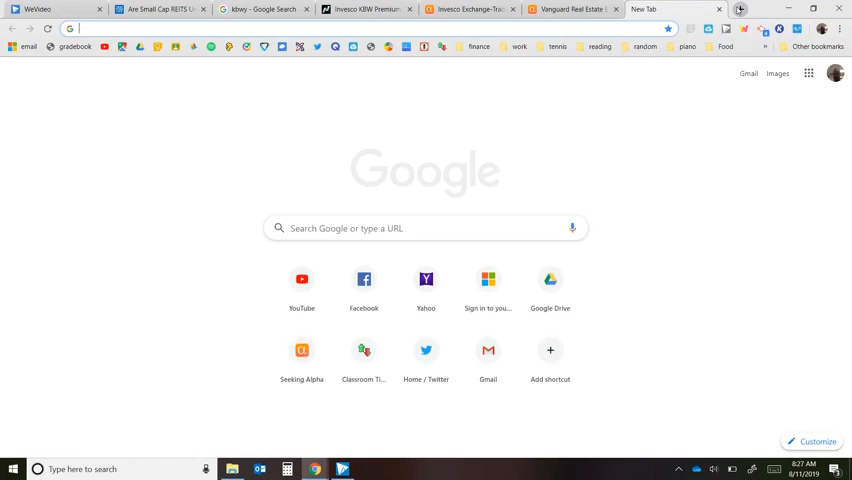 WeVideo
Are Small Cap REITS U
kbwy - Google Search
Invesco KBW Premium
Invesco Exchange-Trad
Vanguard Real Estate E
New Tab
email
gradebook
finance
work
tennis
reading
random
piano
Food
Other bookmarks
Gmail
Images
Google
Search Google or type a URL
YouTube
Facebook
Yahoo
Sign in to you...
Google Drive
Seeking Alpha
Classroom Ti...
Home / Twitter
Gmail
Add shortcut
Customize
Type here to search
8:27 AM
8/11/2019